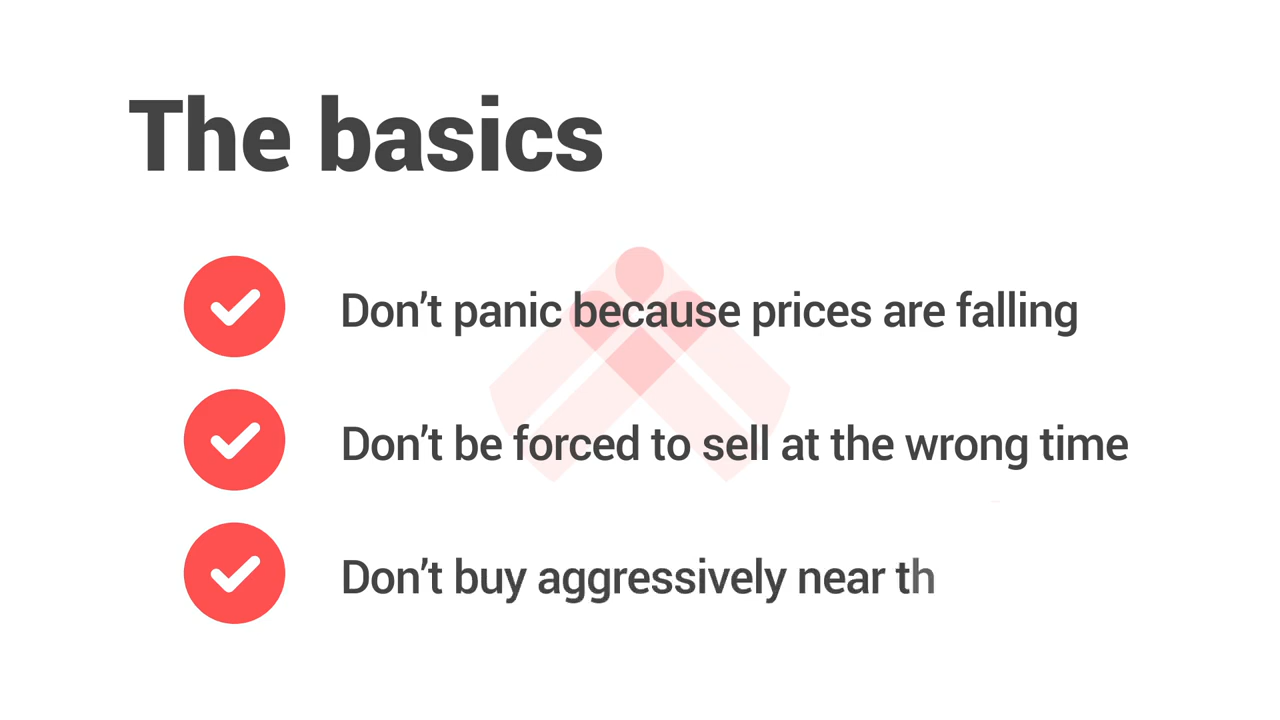 The basics
Don’t panic because prices are falling
Don’t be forced to sell at the wrong time
Don’t buy aggressively near th